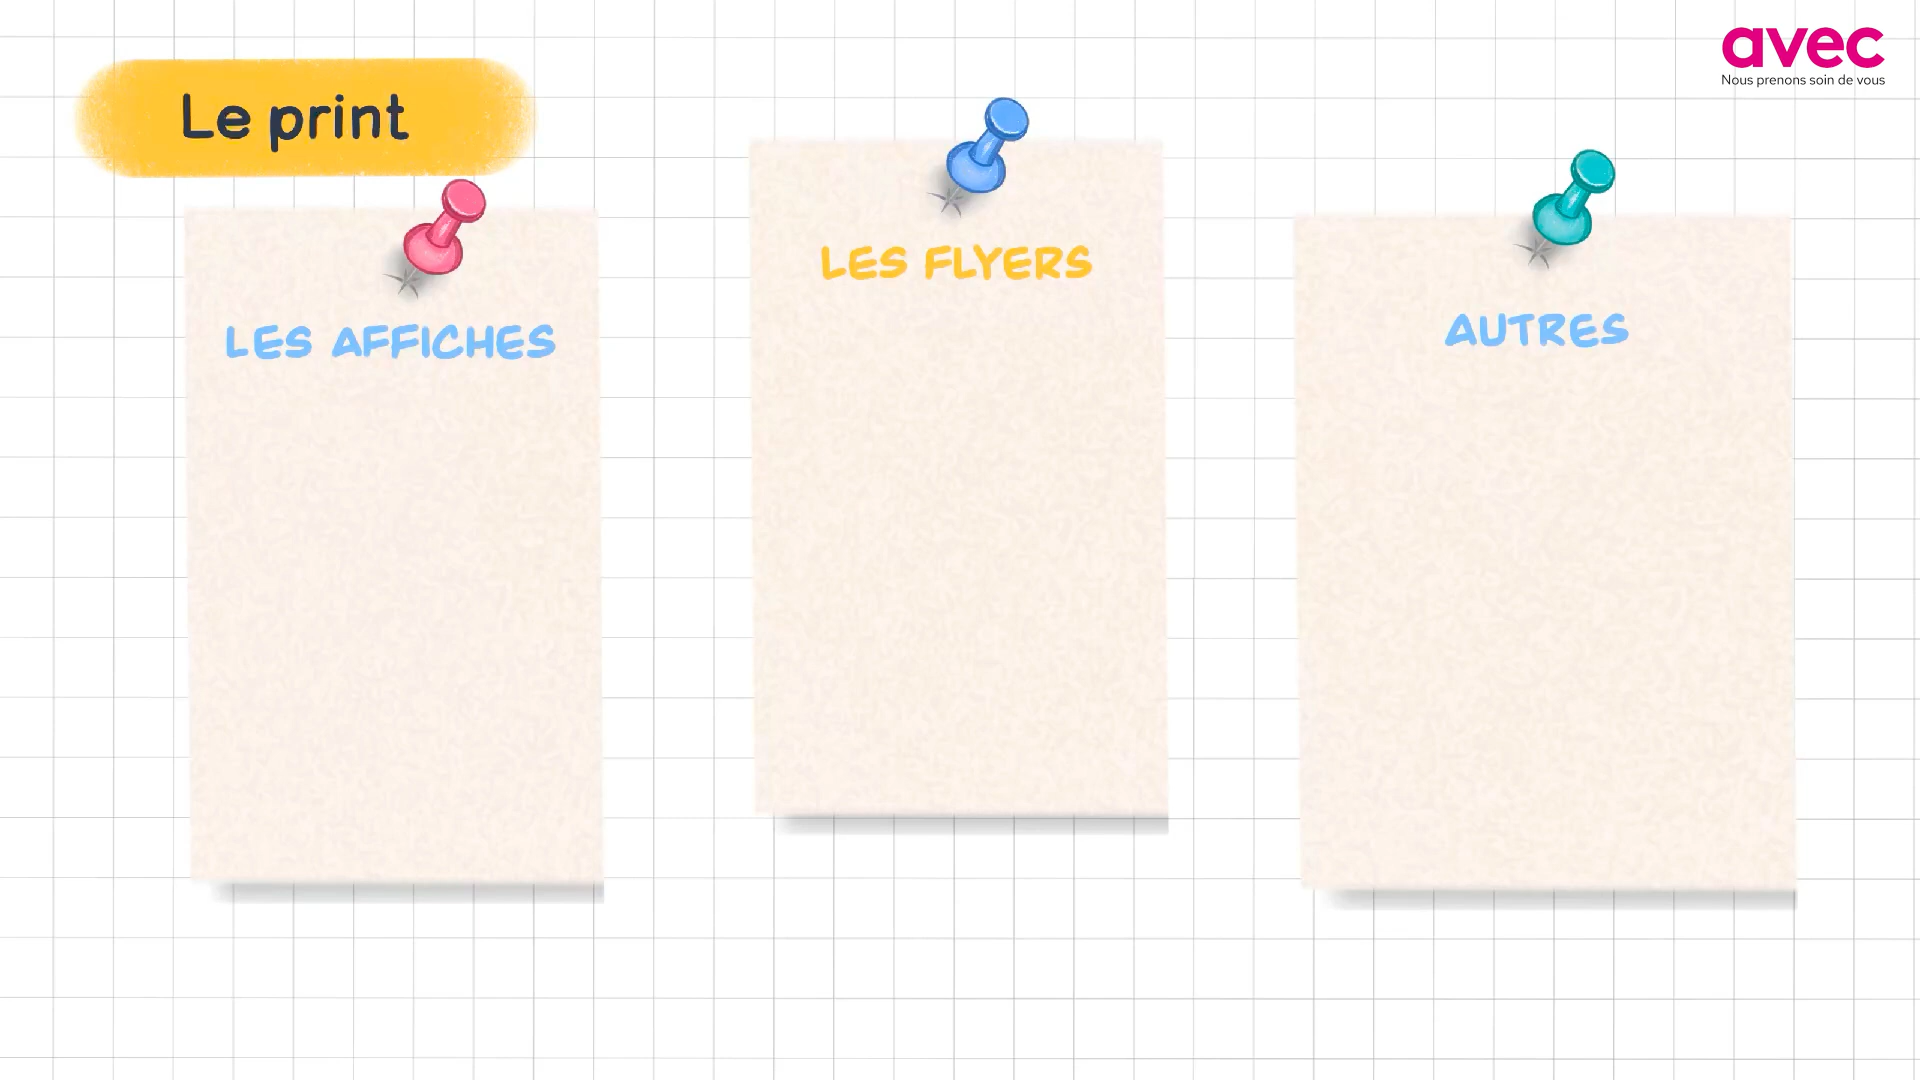 avec
Nous prenons soin de vous
Le print
LES AFFICHES
LES FLYERS
AUTRES